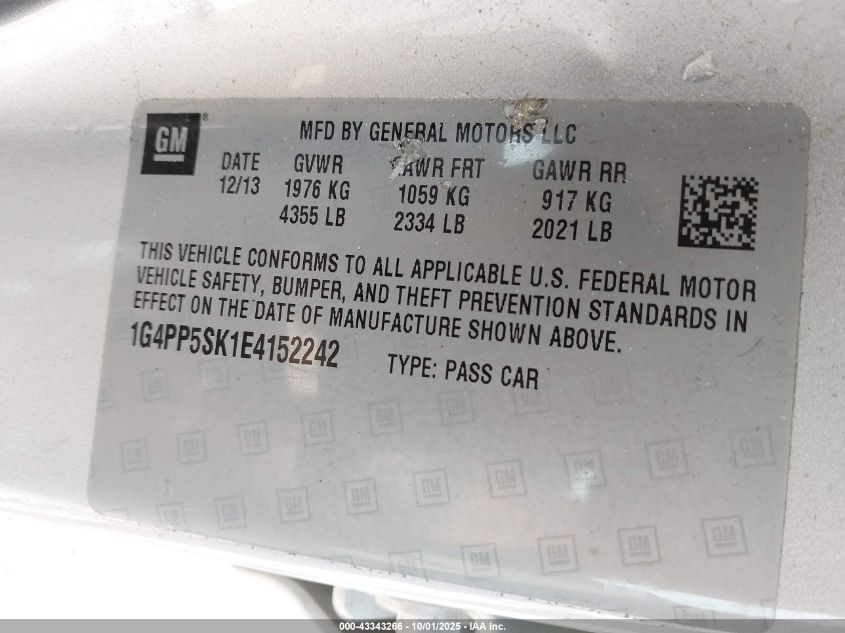 GM®
MFD BY GENERAL MOTORS LLC
DATE GVWR GAWR FRT GAWR RR
12/13 1976 KG 1059 KG 917 KG
4355 LB 2334 LB 2021 LB
THIS VEHICLE CONFORMS TO ALL APPLICABLE U.S. FEDERAL MOTOR
VEHICLE SAFETY, BUMPER, AND THEFT PREVENTION STANDARDS IN
EFFECT ON THE DATE OF MANUFACTURE SHOWN ABOVE.
1G4PP5SK1E4152242 TYPE: PASS CAR
000-43343266 - 10/01/2025 - IAA Inc.